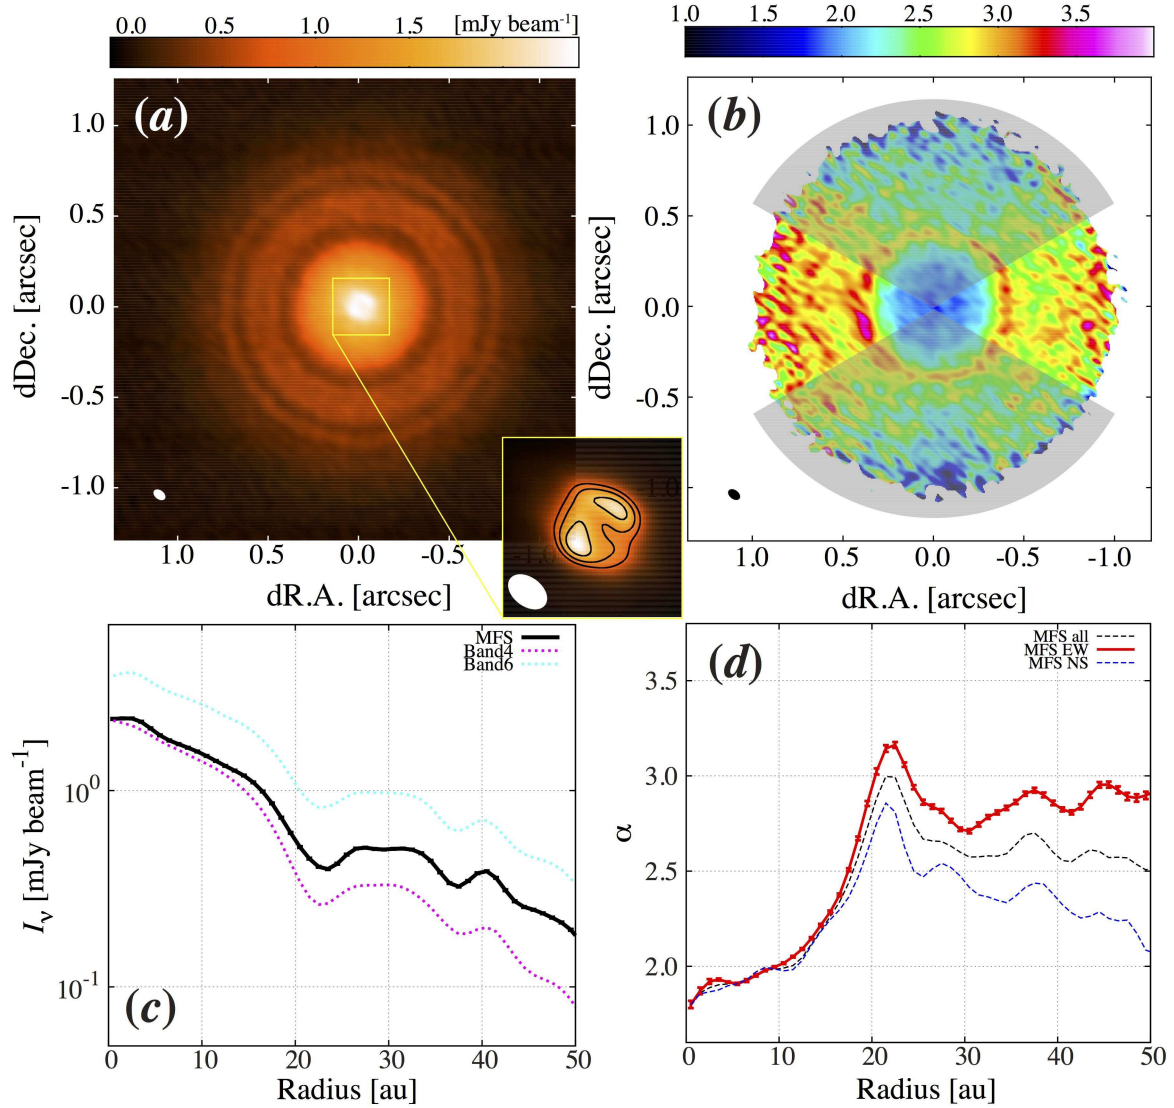 0.0 0.5 1.0 1.5 [mJy beam⁻¹]
(a)
1.0
0.5
0.0
-0.5
-1.0
dDec. [arcsec]
1.0 0.5 0.0 -0.5
dR.A. [arcsec]
1.0
-1.0
1.0 1.5 2.0 2.5 3.0 3.5
(b)
1.0
0.5
0.0
-0.5
dDec. [arcsec]
1.0 0.5 0.0 -0.5 -1.0
dR.A. [arcsec]
MFS
Band4
Band6
10⁰
10⁻¹
Iν [mJy beam⁻¹]
(c)
0 10 20 30 40 50
Radius [au]
(d)
MFS all
MFS EW
MFS NS
3.5
3.0
2.5
2.0
α
0 10 20 30 40 50
Radius [au]